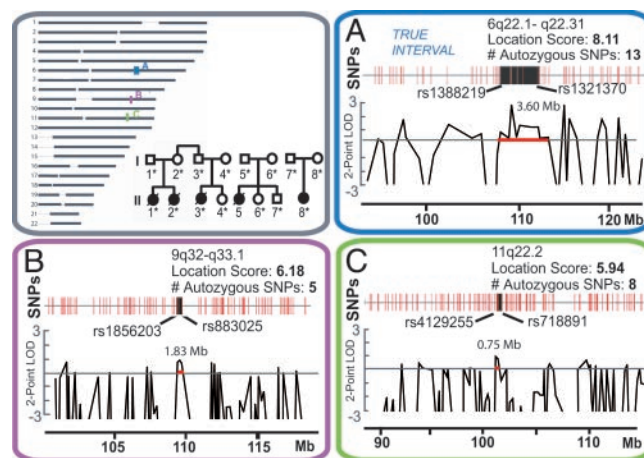 1
2
3
4
5
6
7
8
9
10
11
12
13
14
15
16
17
18
19
20
21
22
A
B
C
I
1* 2* 3* 4* 5* 6* 7* 8*
II
1* 2* 3* 4* 5 6* 7* 8*
A
TRUE
INTERVAL
6q22.1- q22.31
Location Score: 8.11
# Autozygous SNPs: 13
SNPs
rs1388219
rs1321370
3.60 Mb
2-Point LOD
3
-3
100 110 120
Mb
B
9q32-q33.1
Location Score: 6.18
# Autozygous SNPs: 5
SNPs
rs1856203
rs883025
1.83 Mb
2-Point LOD
3
-3
105 110 115 Mb
C
11q22.2
Location Score: 5.94
# Autozygous SNPs: 8
SNPs
rs4129255
rs718891
0.75 Mb
2-Point LOD
3
-3
90 100 110 Mb